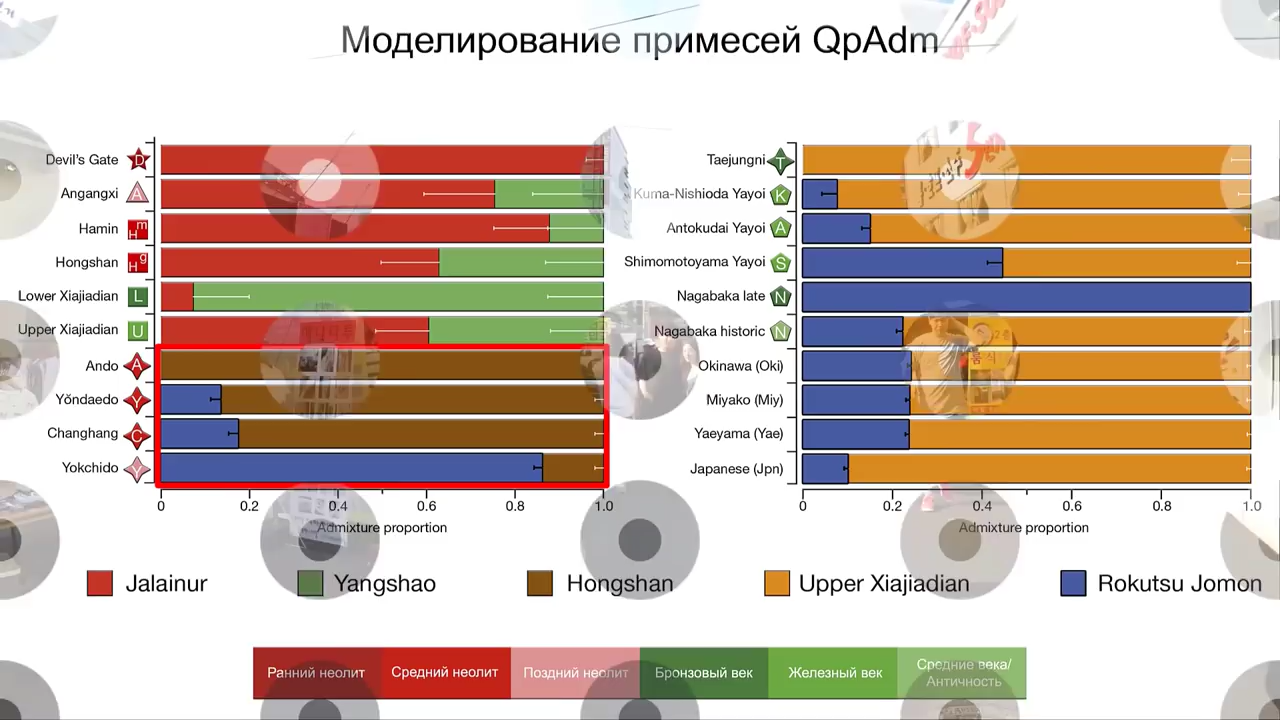 Моделирование примесей QpAdm
Devil's Gate D
Angangxi A
Hamin Hm
Hongshan Hg
Lower Xiajiadian L
Upper Xiajiadian U
Ando A
Yŏndaedo Y
Changhang C
Yokchido Y
0 0.2 0.4 0.6 0.8 1.0
Admixture proportion
Taejungni T
Kuma-Nishioda Yayoi K
Antokudai Yayoi A
Shimomotoyama Yayoi S
Nagabaka late N
Nagabaka historic N
Okinawa (Oki)
Miyako (Miy)
Yaeyama (Yae)
Japanese (Jpn)
0 0.2 0.4 0.6 0.8 1.0
Admixture proportion
Jalainur Yangshao Hongshan Upper Xiajiadian Rokutsu Jomon
Ранний неолит Средний неолит Поздний неолит Бронзовый век Железный век Средние века/
Античность